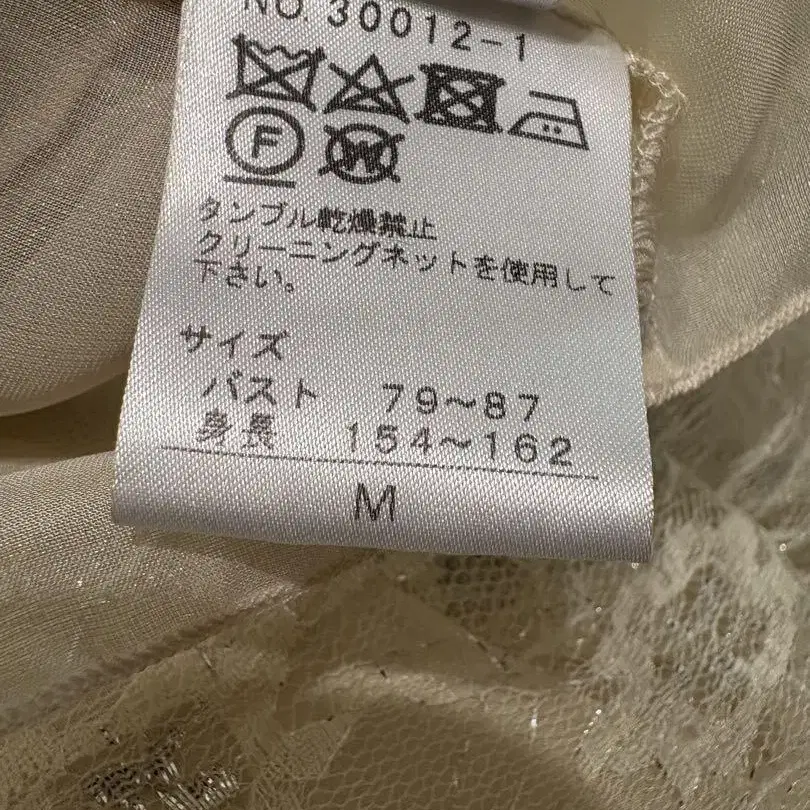 NO.30012-1
F W
タンブル乾燥禁止
クリーニングネットを使用して
下さい。
サイズ
バスト 79～87
身長 154～162
M